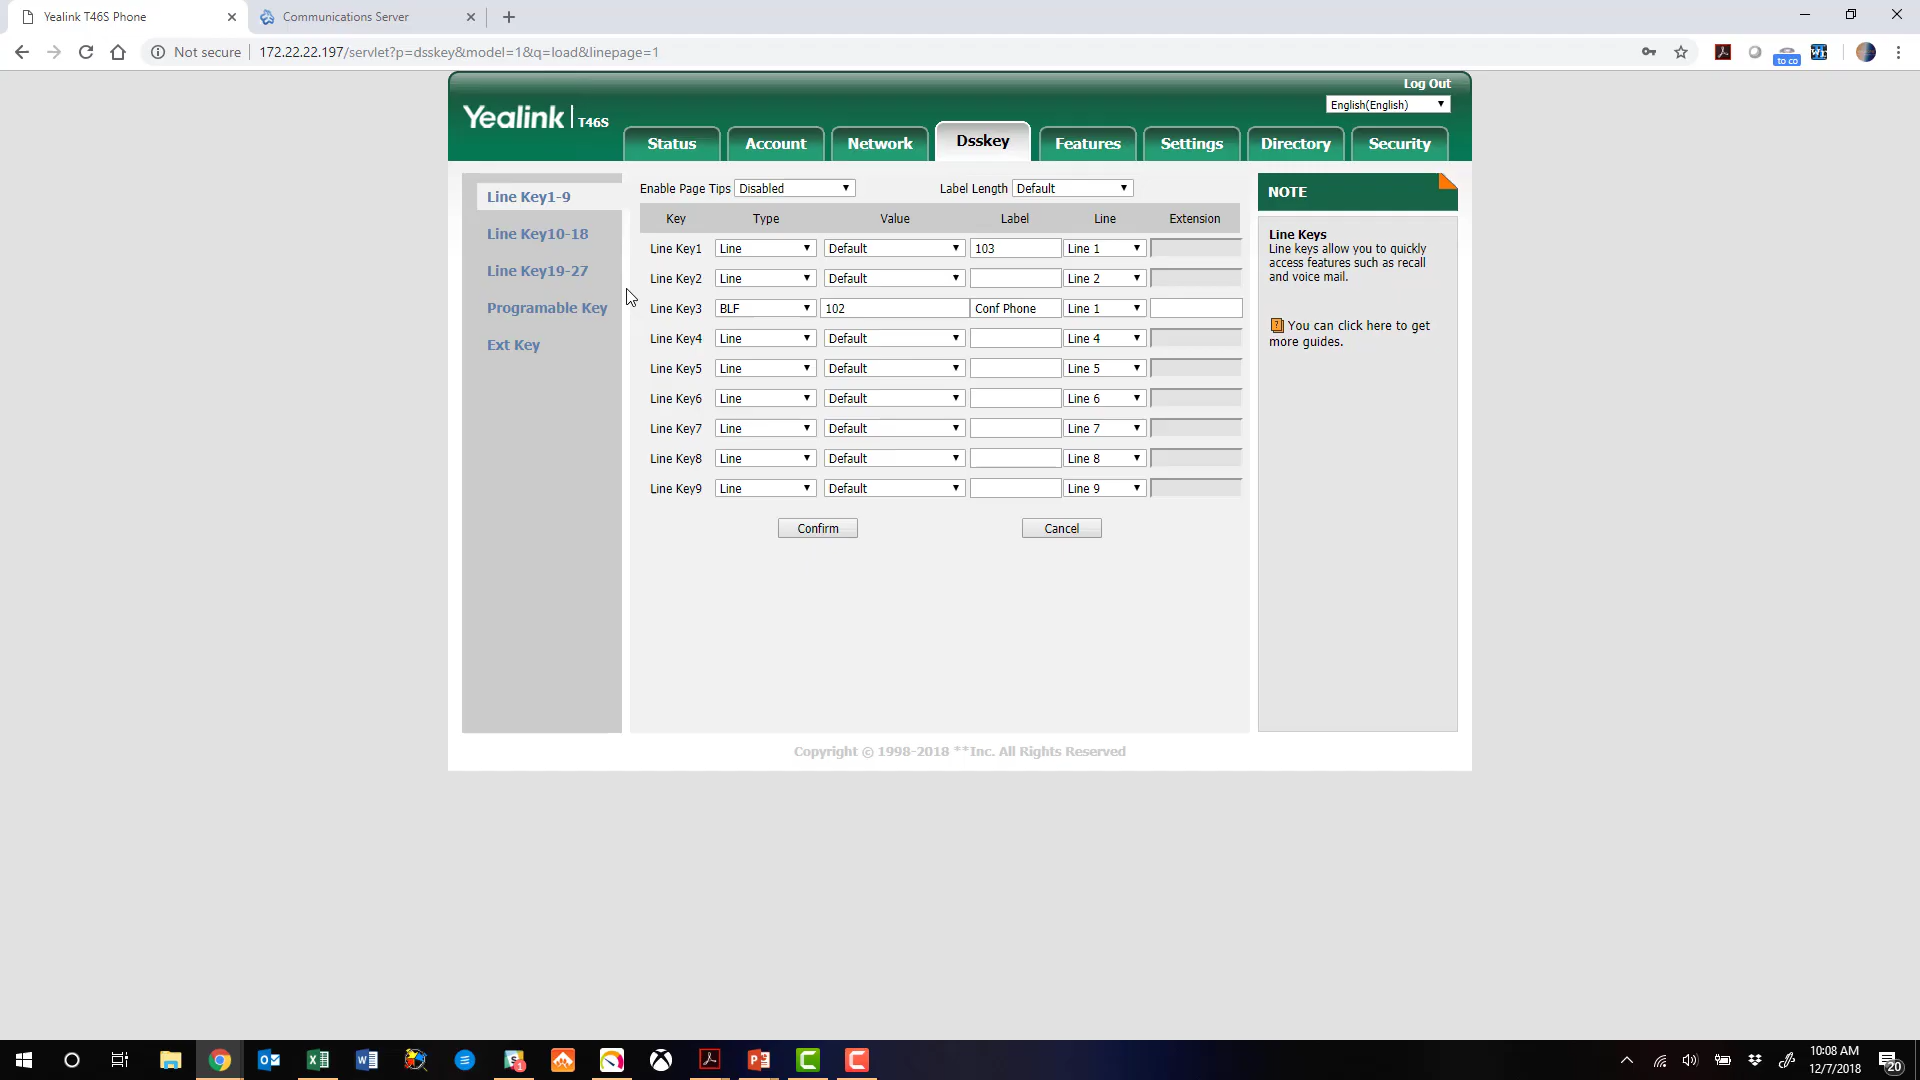 Yealink T46S Phone
Communications Server
Not secure
172.22.22.197/servlet?p=dsskey&model=1&q=load&linepage=1
to co
Log Out
English(English)
Yealink T46S
Status
Account
Network
Dsskey
Features
Settings
Directory
Security
Line Key1-9
Line Key10-18
Line Key19-27
Programable Key
Ext Key
Enable Page Tips Disabled Label Length Default
Key Type Value Label Line Extension
Line Key1 Line Default 103 Line 1
Line Key2 Line Default Line 2
Line Key3 BLF 102 Conf Phone Line 1
Line Key4 Line Default Line 4
Line Key5 Line Default Line 5
Line Key6 Line Default Line 6
Line Key7 Line Default Line 7
Line Key8 Line Default Line 8
Line Key9 Line Default Line 9
Confirm Cancel
NOTE
Line Keys
Line keys allow you to quickly
access features such as recall
and voice mail.
You can click here to get
more guides.
Copyright © 1998-2018 **Inc. All Rights Reserved
10:08 AM
12/7/2018
20